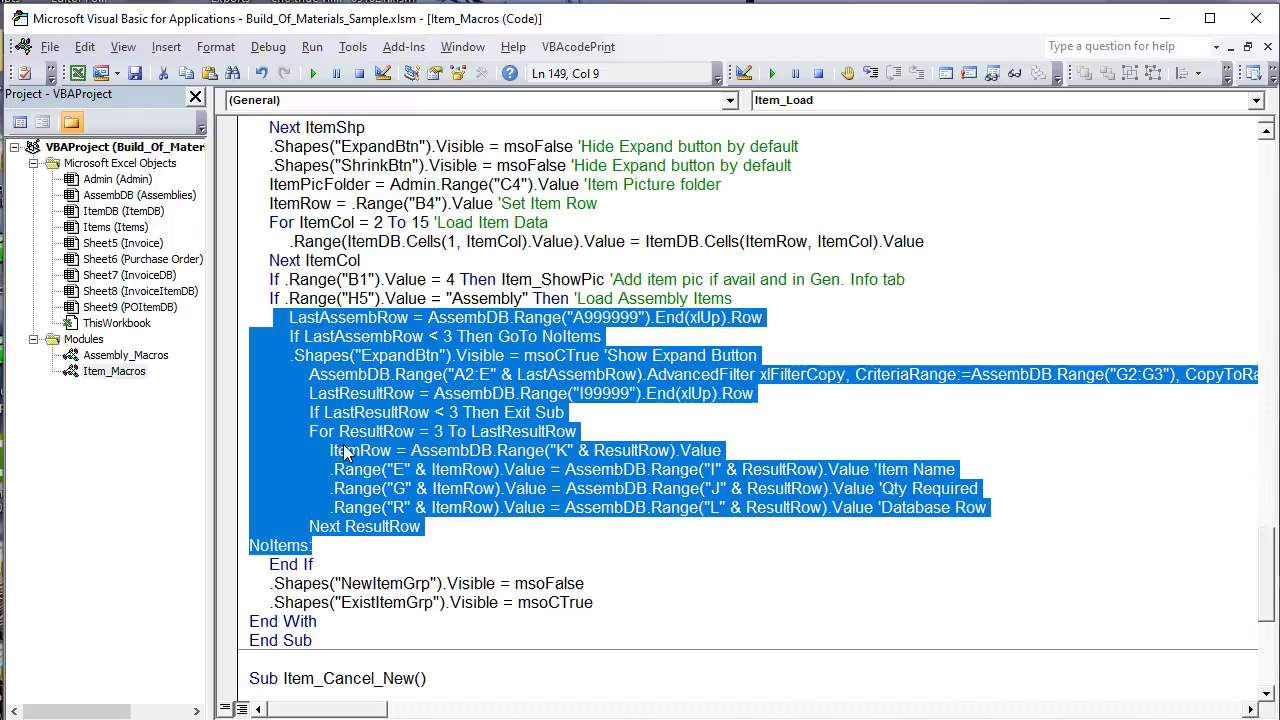 Microsoft Visual Basic for Applications - Build_Of_Materials_Sample.xlsm - [Item_Macros (Code)]
File Edit View Insert Format Debug Run Tools Add-Ins Window Help VBAcodePrint Type a question for help
Ln 149, Col 9
Project - VBAProject
(General) Item_Load
VBAProject (Build_Of_Mater
Microsoft Excel Objects
Admin (Admin)
AssembDB (Assemblies)
ItemDB (ItemDB)
Items (Items)
Sheet5 (Invoice)
Sheet6 (Purchase Order)
Sheet7 (InvoiceDB)
Sheet8 (InvoiceItemDB)
Sheet9 (POItemDB)
ThisWorkbook
Modules
Assembly_Macros
Item_Macros
Next ItemShp
.Shapes("ExpandBtn").Visible = msoFalse 'Hide Expand button by default
.Shapes("ShrinkBtn").Visible = msoFalse 'Hide Expand button by default
ItemPicFolder = Admin.Range("C4").Value 'Item Picture folder
ItemRow = .Range("B4").Value 'Set Item Row
For ItemCol = 2 To 15 'Load Item Data
.Range(ItemDB.Cells(1, ItemCol).Value).Value = ItemDB.Cells(ItemRow, ItemCol).Value
Next ItemCol
If .Range("B1").Value = 4 Then Item_ShowPic 'Add item pic if avail and in Gen. Info tab
If .Range("H5").Value = "Assembly" Then 'Load Assembly Items
LastAssembRow = AssembDB.Range("A999999").End(xlUp).Row
If LastAssembRow < 3 Then GoTo NoItems
.Shapes("ExpandBtn").Visible = msoCTrue 'Show Expand Button
AssembDB.Range("A2:E" & LastAssembRow).AdvancedFilter xlFilterCopy, CriteriaRange:=AssembDB.Range("G2:G3"), CopyToRa
LastResultRow = AssembDB.Range("I99999").End(xlUp).Row
If LastResultRow < 3 Then Exit Sub
For ResultRow = 3 To LastResultRow
ItemRow = AssembDB.Range("K" & ResultRow).Value
.Range("E" & ItemRow).Value = AssembDB.Range("I" & ResultRow).Value 'Item Name
.Range("G" & ItemRow).Value = AssembDB.Range("J" & ResultRow).Value 'Qty Required
.Range("R" & ItemRow).Value = AssembDB.Range("L" & ResultRow).Value 'Database Row
Next ResultRow
NoItems:
End If
.Shapes("NewItemGrp").Visible = msoFalse
.Shapes("ExistItemGrp").Visible = msoCTrue
End With
End Sub
Sub Item_Cancel_New()